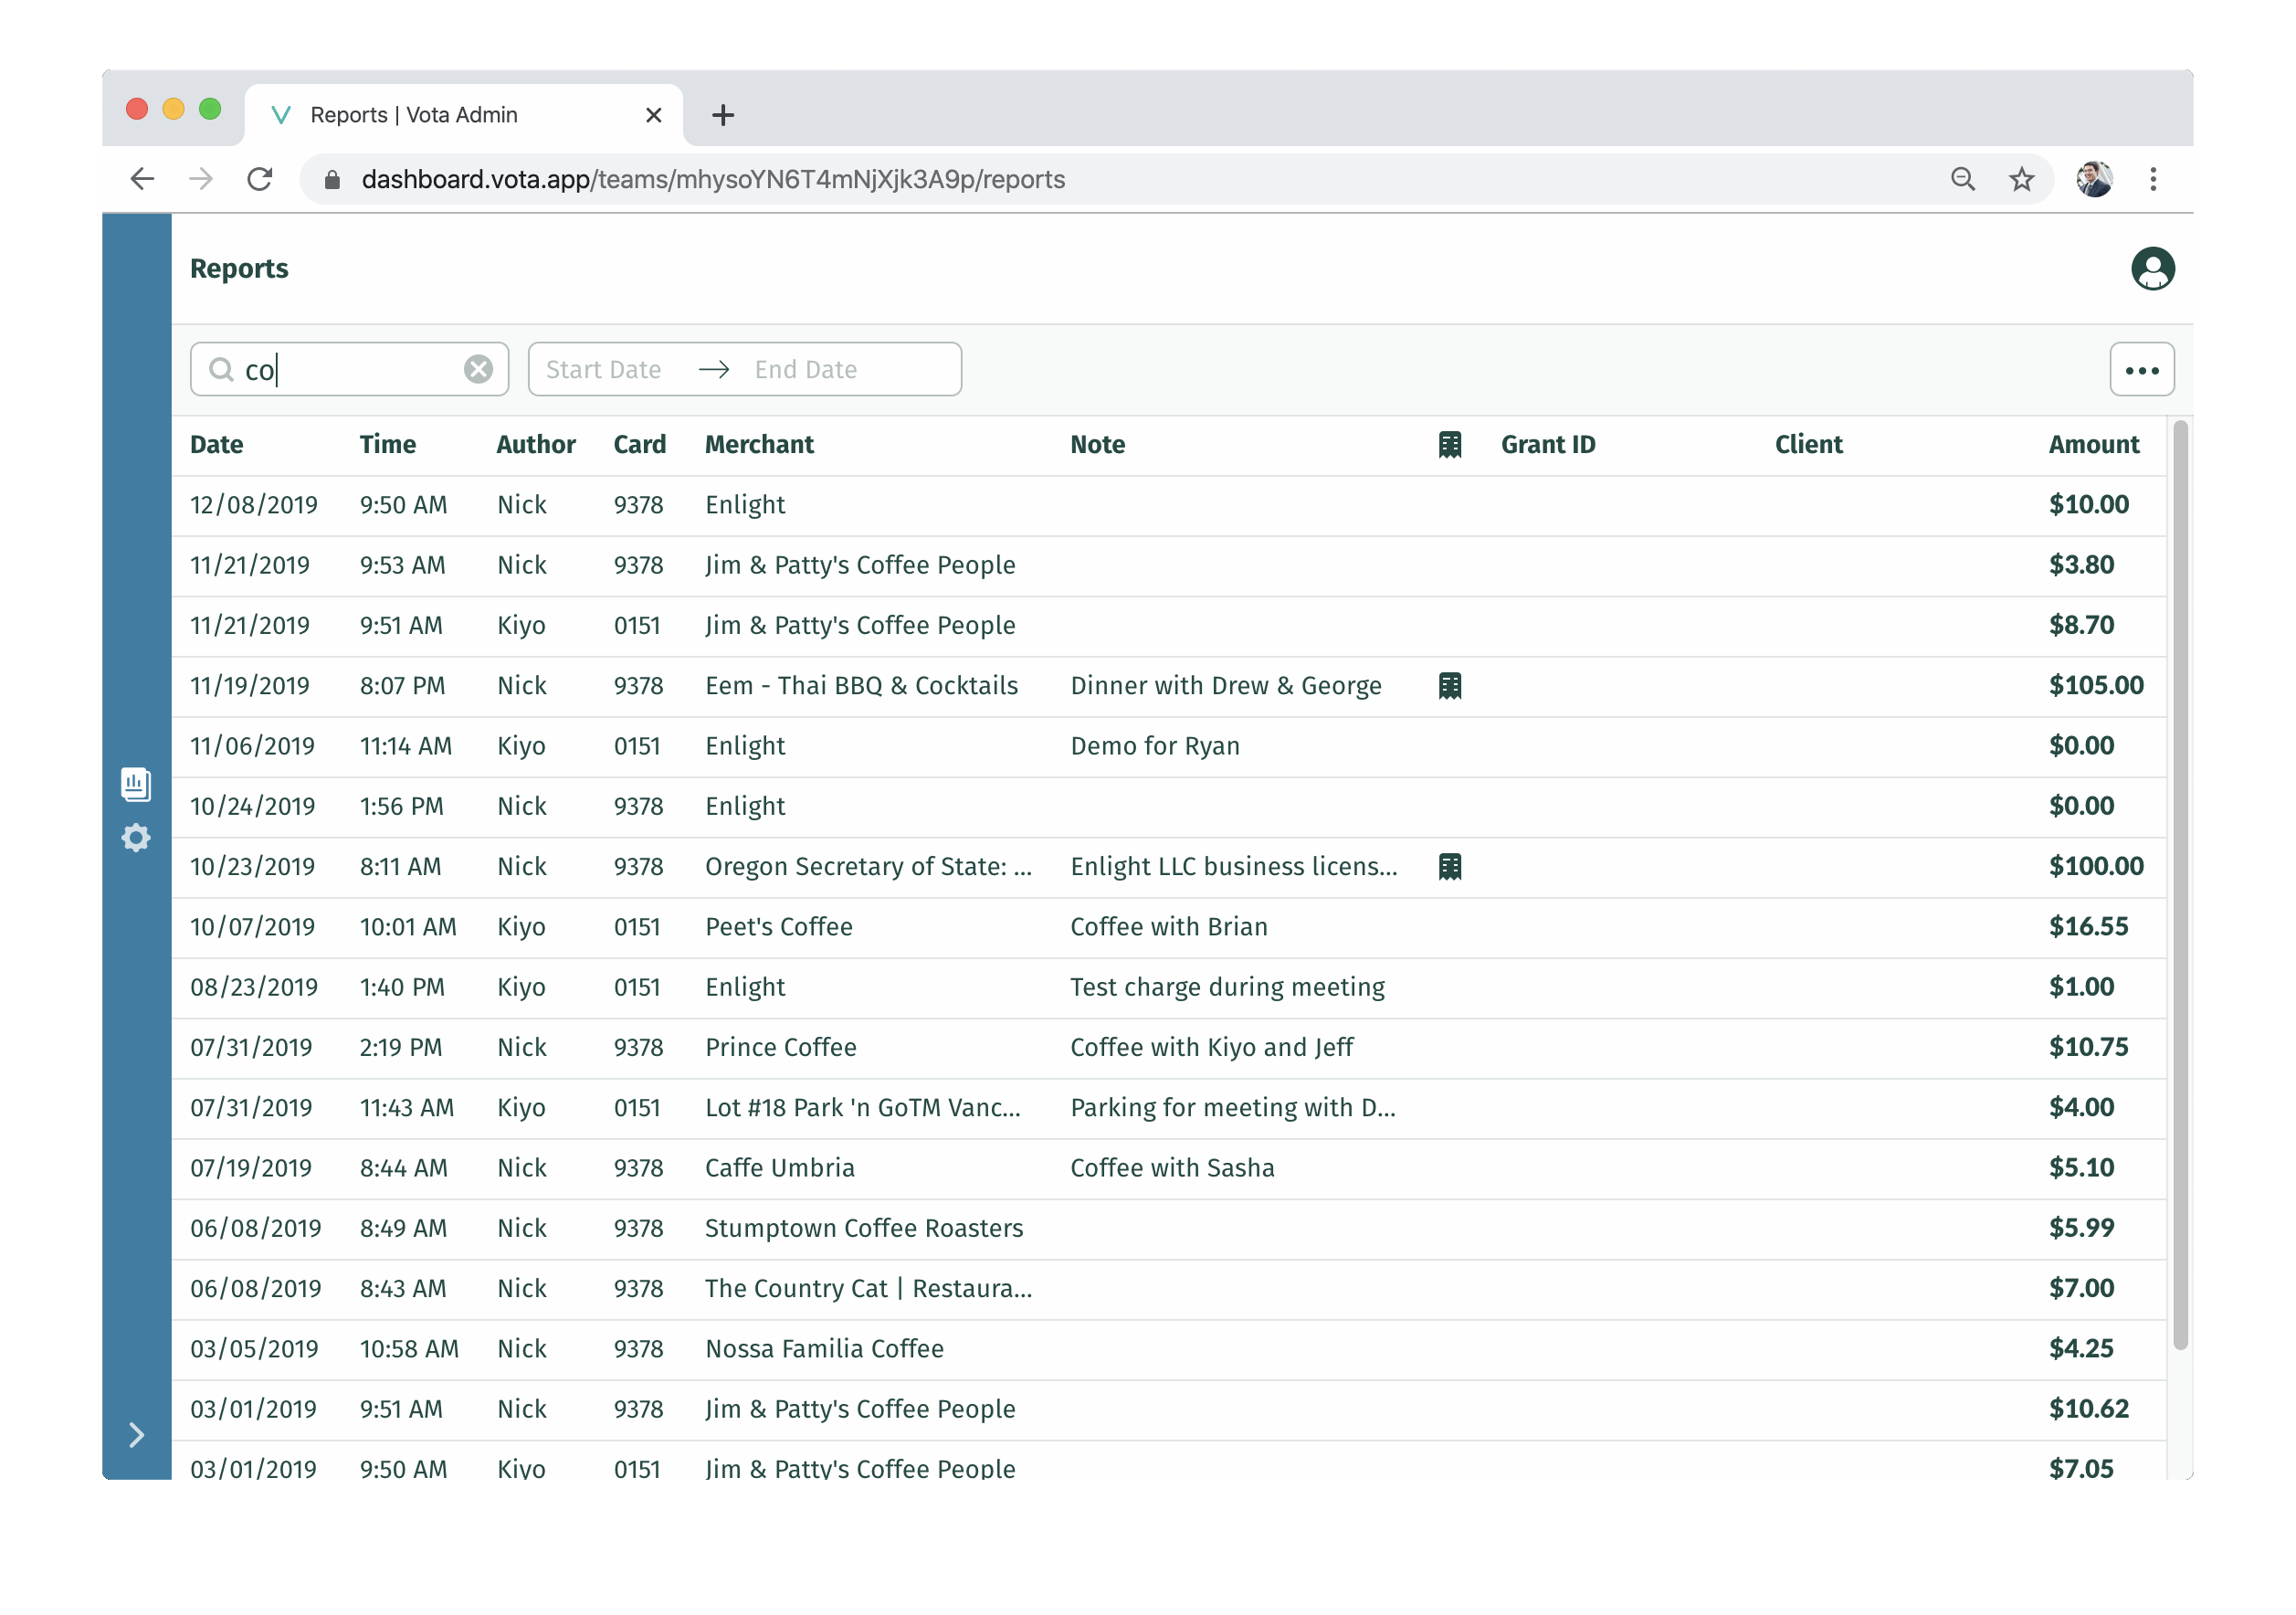 Reports | Vota Admin
dashboard.vota.app/teams/mhysoYN6T4mNjXjk3A9p/reports
Reports
co Start Date End Date
Date Time Author Card Merchant Note Grant ID Client Amount
12/08/2019 9:50 AM Nick 9378 Enlight $10.00
11/21/2019 9:53 AM Nick 9378 Jim & Patty's Coffee People $3.80
11/21/2019 9:51 AM Kiyo 0151 Jim & Patty's Coffee People $8.70
11/19/2019 8:07 PM Nick 9378 Eem - Thai BBQ & Cocktails Dinner with Drew & George $105.00
11/06/2019 11:14 AM Kiyo 0151 Enlight Demo for Ryan $0.00
10/24/2019 1:56 PM Nick 9378 Enlight $0.00
10/23/2019 8:11 AM Nick 9378 Oregon Secretary of State: ... Enlight LLC business licens... $100.00
10/07/2019 10:01 AM Kiyo 0151 Peet's Coffee Coffee with Brian $16.55
08/23/2019 1:40 PM Kiyo 0151 Enlight Test charge during meeting $1.00
07/31/2019 2:19 PM Nick 9378 Prince Coffee Coffee with Kiyo and Jeff $10.75
07/31/2019 11:43 AM Kiyo 0151 Lot #18 Park 'n GoTM Vanc... Parking for meeting with D... $4.00
07/19/2019 8:44 AM Nick 9378 Caffe Umbria Coffee with Sasha $5.10
06/08/2019 8:49 AM Nick 9378 Stumptown Coffee Roasters $5.99
06/08/2019 8:43 AM Nick 9378 The Country Cat | Restaura... $7.00
03/05/2019 10:58 AM Nick 9378 Nossa Familia Coffee $4.25
03/01/2019 9:51 AM Nick 9378 Jim & Patty's Coffee People $10.62
03/01/2019 9:50 AM Kiyo 0151 Jim & Patty's Coffee People $7.05